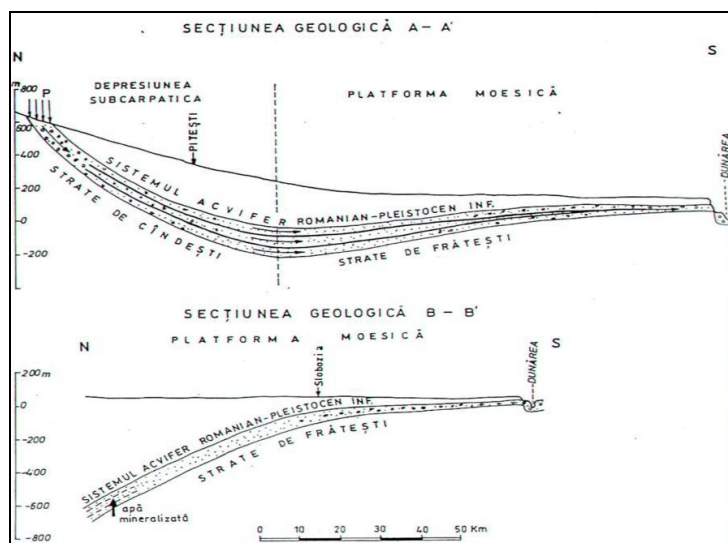 SECȚIUNEA GEOLOGICĂ A - A'
N
S
m 800
600
400
200
0
-200
P
DEPRESIUNEA
SUBCARPATICA
PITEȘTI
PLATFORMA MOESICĂ
DUNĂREA
SISTEMUL ACVIFER ROMANIAN-PLEISTOCEN INF.
STRATE DE CÎNDEȘTI
STRATE DE FRĂTEȘTI
SECȚIUNEA GEOLOGICĂ B - B'
PLATFORMA MOESICĂ
N
S
200 m
0
-200
-400
-600
-800
Slobozia
DUNĂREA
SISTEMUL ACVIFER ROMANIAN-PLEISTOCEN INF.
STRATE DE FRĂTEȘTI
apă
mineralizată
0 10 20 30 40 50 Km